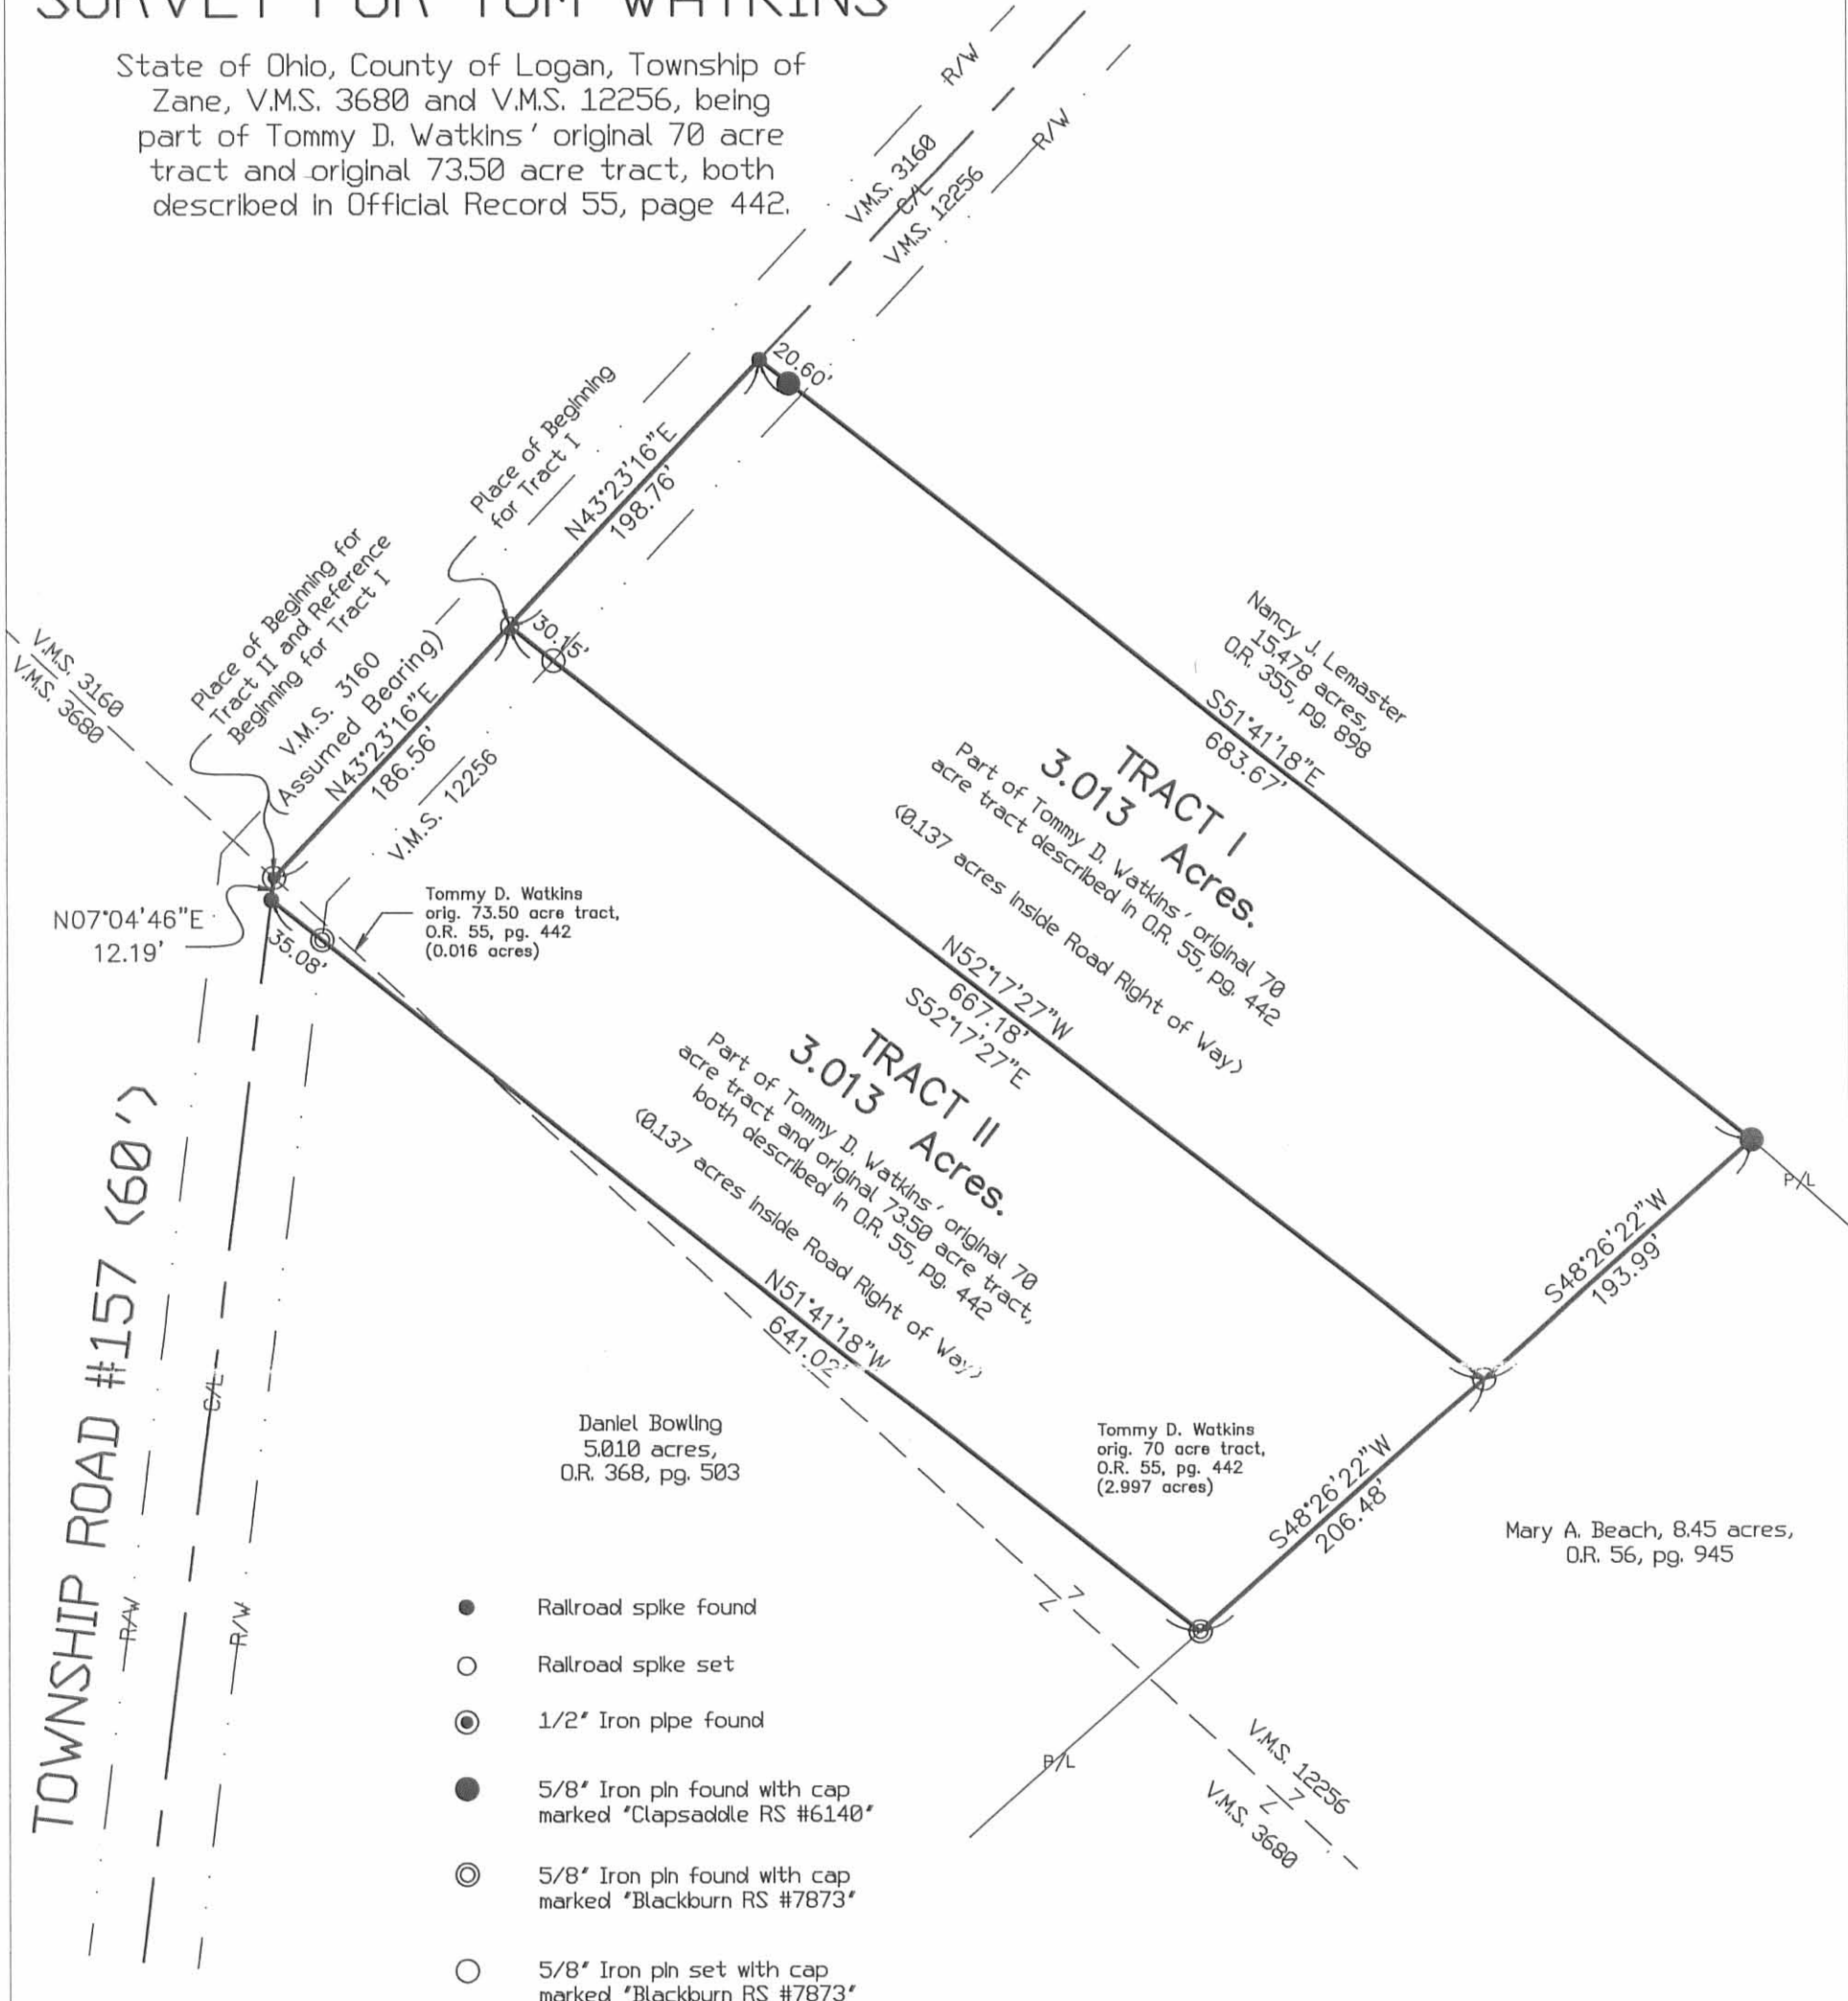 SURVEY FOR TOM WATKINS
State of Ohio, County of Logan, Township of
Zane, V.M.S. 3680 and V.M.S. 12256, being
part of Tommy D. Watkins' original 70 acre
tract and original 73.50 acre tract, both
described in Official Record 55, page 442.
R/W
R/W
V.M.S. 3160
C/L
V.M.S. 12256
20.60'
Place of Beginning
for Tract I
N43°23'16"E
198.76'
Place of Beginning for
Tract II and Reference
Beginning for Tract I
V.M.S. 3160
V.M.S. 3680
V.M.S. 3160
(Assumed Bearing)
N43°23'16"E
186.56'
V.M.S. 12256
30.15'
Nancy J. Lemaster
15.478 acres,
O.R. 355, pg. 898
S51°41'18"E
683.67'
TRACT I
3.013 Acres.
Part of Tommy D. Watkins' original 70
acre tract described in O.R. 55, pg. 442
(0.137 acres inside Road Right of Way)
N07°04'46"E
12.19'
35.08'
Tommy D. Watkins
orig. 73.50 acre tract,
O.R. 55, pg. 442
(0.016 acres)
N52°17'27"W
667.18'
S52°17'27"E
TRACT II
3.013 Acres.
Part of Tommy D. Watkins' original 70
acre tract and original 73.50 acre tract,
both described in O.R. 55, pg. 442
(0.137 acres inside Road Right of Way)
N51°41'18"W
641.02'
P/L
S48°26'22"W
193.99'
S48°26'22"W
206.48'
TOWNSHIP ROAD #157 (60')
C/L
R/W
R/W
Daniel Bowling
5.010 acres,
O.R. 368, pg. 503
Tommy D. Watkins
orig. 70 acre tract,
O.R. 55, pg. 442
(2.997 acres)
Mary A. Beach, 8.45 acres,
O.R. 56, pg. 945
P/L
V.M.S. 12256
V.M.S. 3680
Railroad spike found
Railroad spike set
1/2" Iron pipe found
5/8" Iron pin found with cap
marked "Clapsaddle RS #6140"
5/8" Iron pin found with cap
marked "Blackburn RS #7873"
5/8" Iron pin set with cap
marked "Blackburn RS #7873"